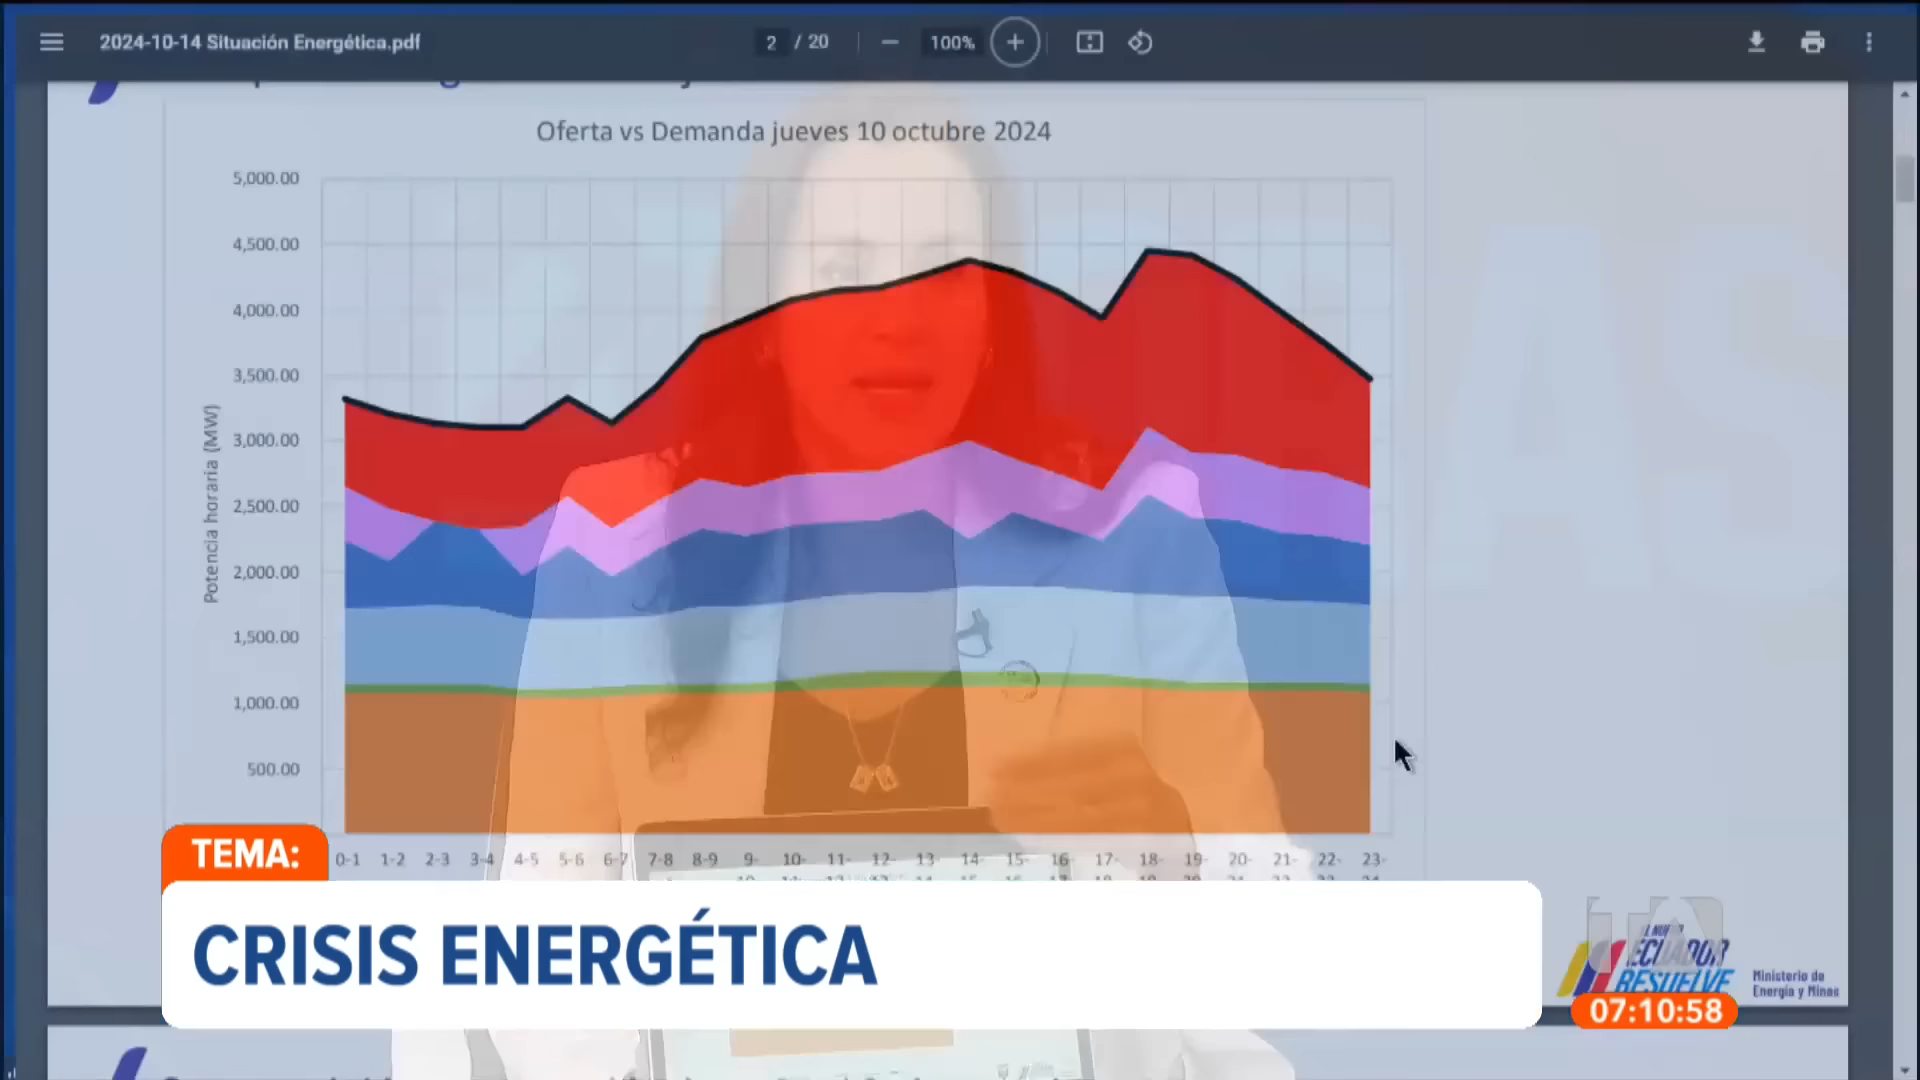 2024-10-14 Situación Energética.pdf
2 / 20
100%
Oferta vs Demanda jueves 10 octubre 2024
5,000.00
4,500.00
4,000.00
3,500.00
3,000.00
2,500.00
2,000.00
1,500.00
1,000.00
500.00
Potencia horaria (MW)
0-1 1-2 2-3 3-4 4-5 5-6 6-7 7-8 8-9 9- 10- 11- 12- 13- 14- 15- 16- 17- 18- 19- 20- 21- 22- 23-
TEMA:
CRISIS ENERGÉTICA
EL NUEVO
ECUADOR
RESUELVE
Ministerio de
Energía y Minas
07:10:58